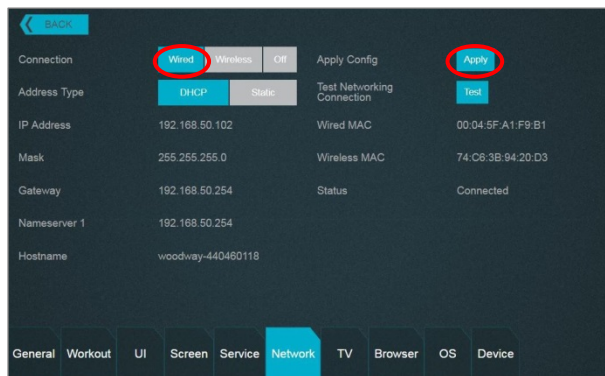 BACK
Connection Wired Wireless Off Apply Config Apply
Address Type DHCP Static Test Networking Connection Test
IP Address 192.168.50.102 Wired MAC 00:04:5F:A1:F9:B1
Mask 255.255.255.0 Wireless MAC 74:C6:3B:94:20:D3
Gateway 192.168.50.254 Status Connected
Nameserver 1 192.168.50.254
Hostname woodway-440460118
General Workout UI Screen Service Network TV Browser OS Device